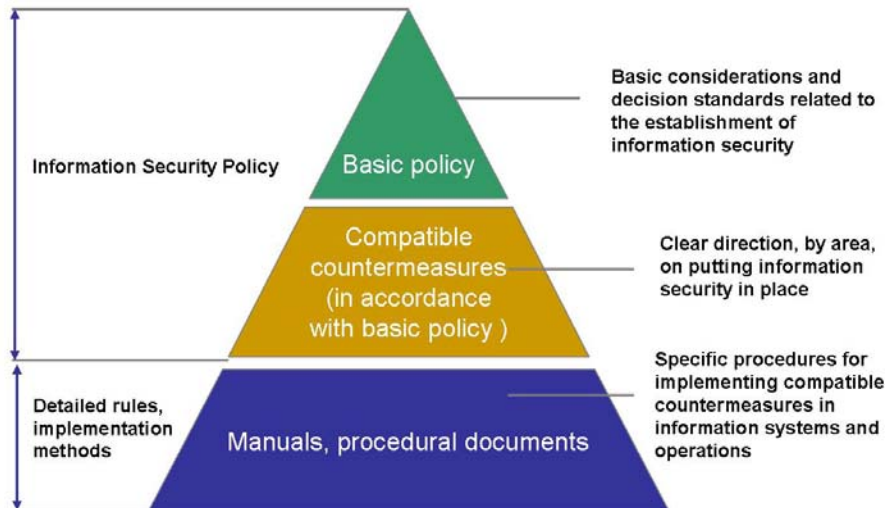 Basic considerations and
decision standards related to
the establishment of
information security
Information Security Policy
Basic policy
Compatible
countermeasures
(in accordance
with basic policy )
Clear direction, by area,
on putting information
security in place
Specific procedures for
implementing compatible
countermeasures in
information systems and
operations
Detailed rules,
implementation
methods
Manuals, procedural documents